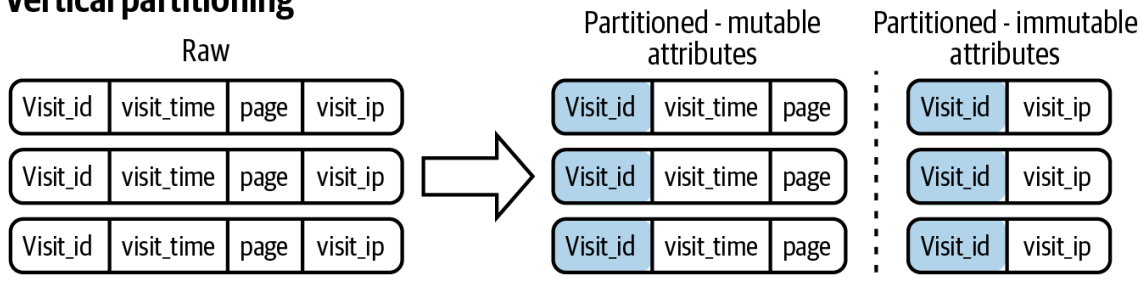 Vertical partitioning
Raw
Partitioned - mutable
attributes
Partitioned - immutable
attributes
Visit_id visit_time page visit_ip
Visit_id visit_time page
Visit_id visit_ip
Visit_id visit_time page visit_ip
Visit_id visit_time page
Visit_id visit_ip
Visit_id visit_time page visit_ip
Visit_id visit_time page
Visit_id visit_ip